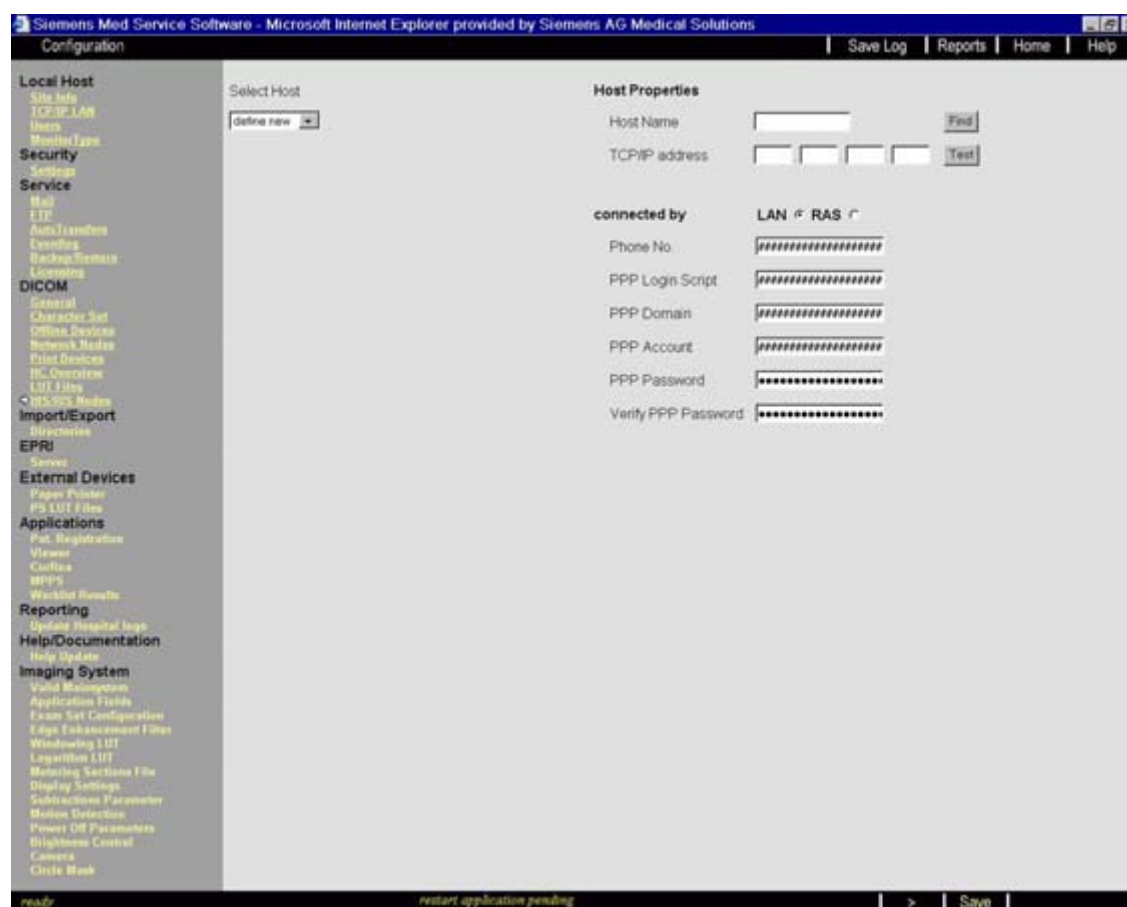 Siemens Med Service Software - Microsoft Internet Explorer provided by Siemens AG Medical Solutions
Configuration
Save Log
Reports
Home
Help
Local Host
Site Info
TCP/IP LAN
Users
MonitorType
Security
Settings
Service
Mail
FTP
AutoTransfers
Eventlog
Backup/Restore
Licensing
DICOM
General
Character Set
Offline Devices
Network Nodes
Print Devices
HC Overview
LUT Files
HIS/RIS Nodes
Import/Export
Directories
EPRI
Server
External Devices
Paper Printer
PS LUT Files
Applications
Pat. Registration
Viewer
MPPS
Worklist Results
Reporting
Update Hospital logo
Help/Documentation
Help Update
Imaging System
Valid Mainsystem
Application Fields
Exam Set Configuration
Edge Enhancement Filter
Windowing LUT
Logarithm LUT
Metering Sections File
Display Settings
Subtractions Parameter
Motion Detection
Power Off Parameters
Brightness Control
Camera
Circle Mask
Select Host
define new
Host Properties
Host Name
Find
TCP/IP address
Test
connected by LAN RAS
Phone No. ###################
PPP Login Script ###################
PPP Domain ###################
PPP Account ###################
PPP Password
Verify PPP Password
ready
restart application pending
>
Save